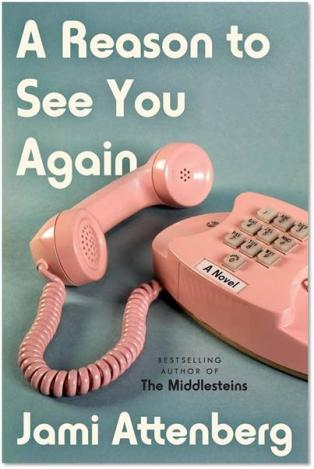 A Reason to
See You
Again
A Novel
BESTSELLING
AUTHOR OF
The Middlesteins
Jami Attenberg